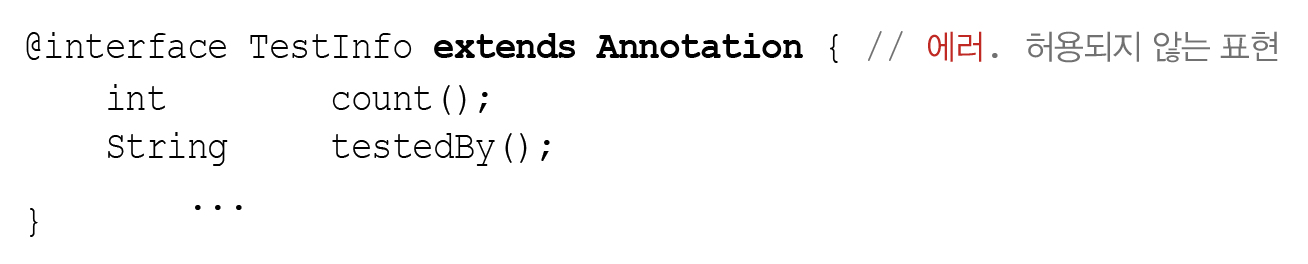 @interface TestInfo extends Annotation { // 에러. 허용되지 않는 표현
int count();
String testedBy();
...
}